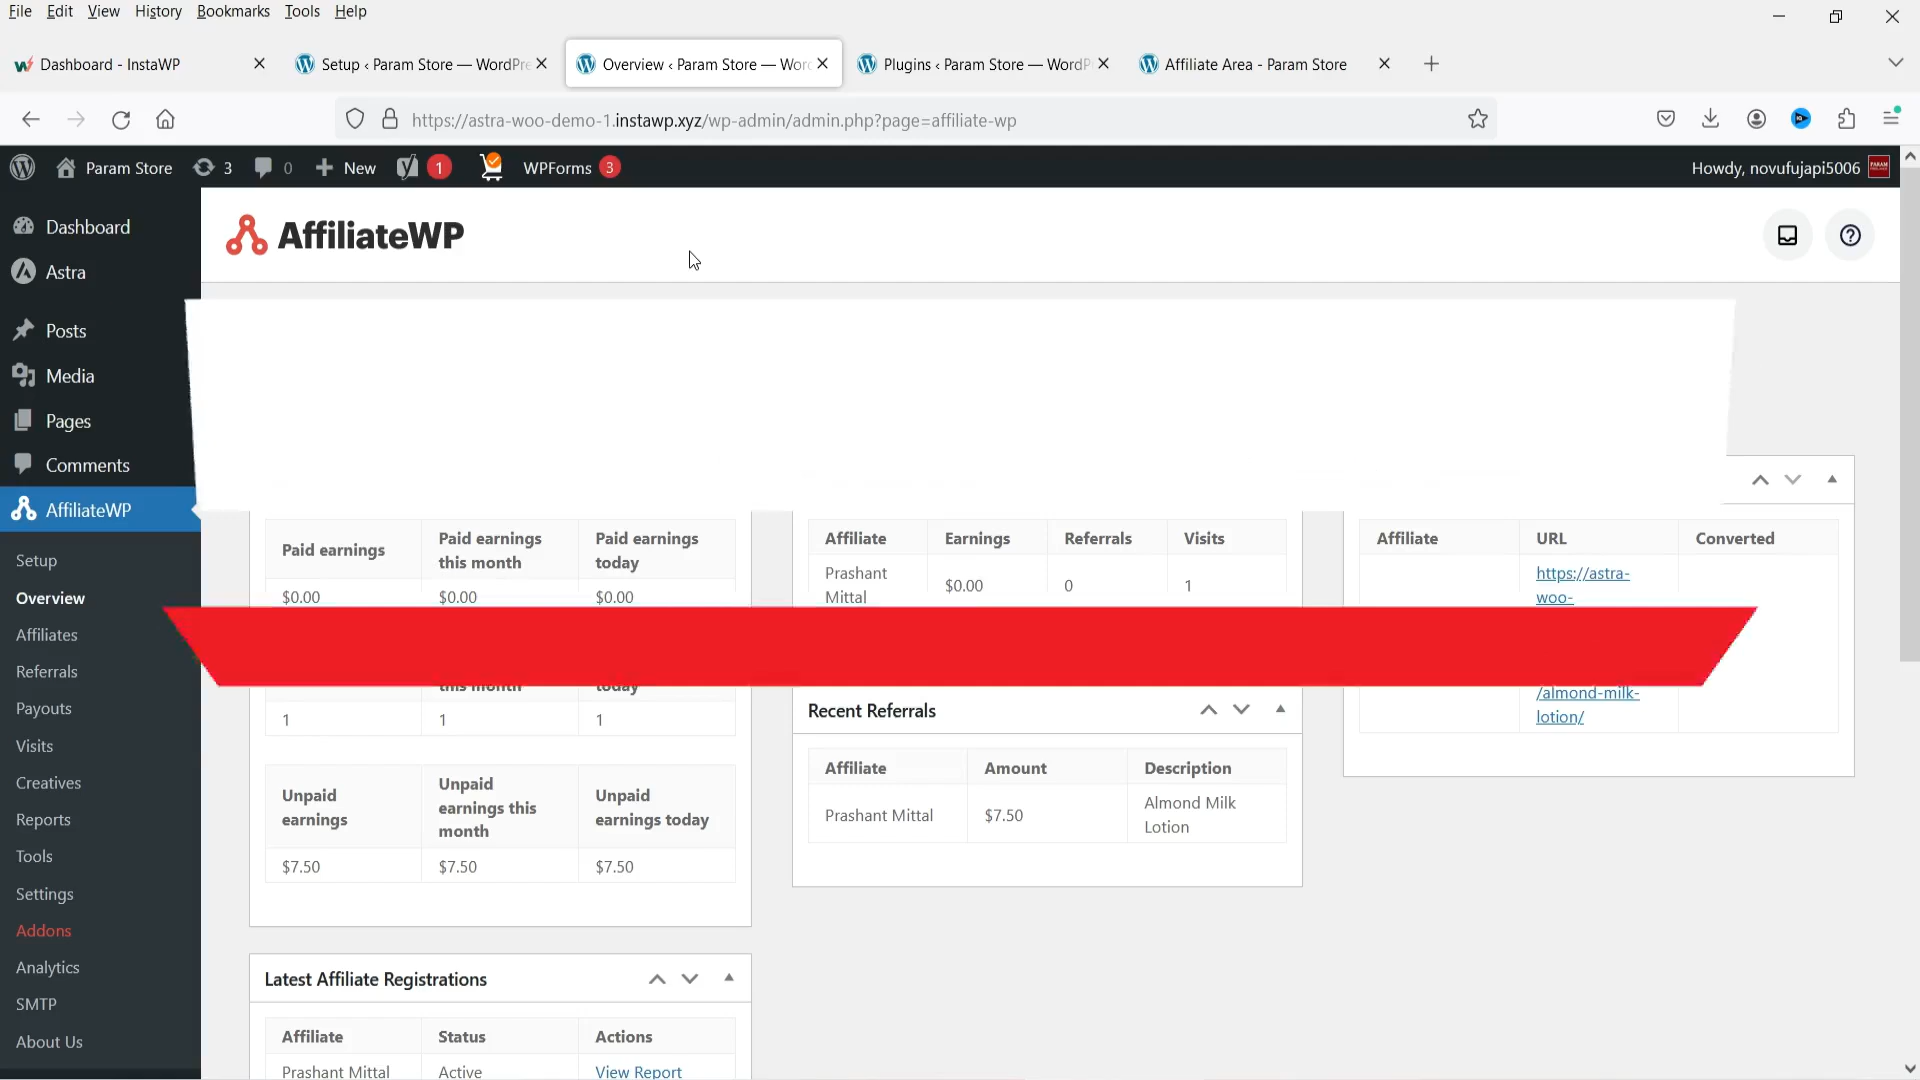 File Edit View History Bookmarks Tools Help
Dashboard - InstaWP
Setup ‹ Param Store — WordPre
Overview ‹ Param Store — Wor
Plugins ‹ Param Store — WordP
Affiliate Area - Param Store
https://astra-woo-demo-1.instawp.xyz/wp-admin/admin.php?page=affiliate-wp
Param Store 3 0 New 1 WPForms 3
Howdy, novufujapi5006
PARAM
AffiliateWP
Dashboard
Astra
Posts
Media
Pages
Comments
AffiliateWP
Setup
Overview
Affiliates
Referrals
Payouts
Visits
Creatives
Reports
Tools
Settings
Addons
Analytics
SMTP
About Us
Paid earnings
Paid earnings
this month
Paid earnings
today
$0.00 $0.00 $0.00
this month
today
1 1 1
Unpaid
earnings
Unpaid
earnings this
month
Unpaid
earnings today
$7.50 $7.50 $7.50
Latest Affiliate Registrations
Affiliate Status Actions
Prashant Mittal Active View Report
Affiliate Earnings Referrals Visits
Prashant
Mittal
$0.00 0 1
Recent Referrals
Affiliate Amount Description
Prashant Mittal $7.50
Almond Milk
Lotion
Affiliate URL Converted
https://astra-
woo-
/almond-milk-
lotion/